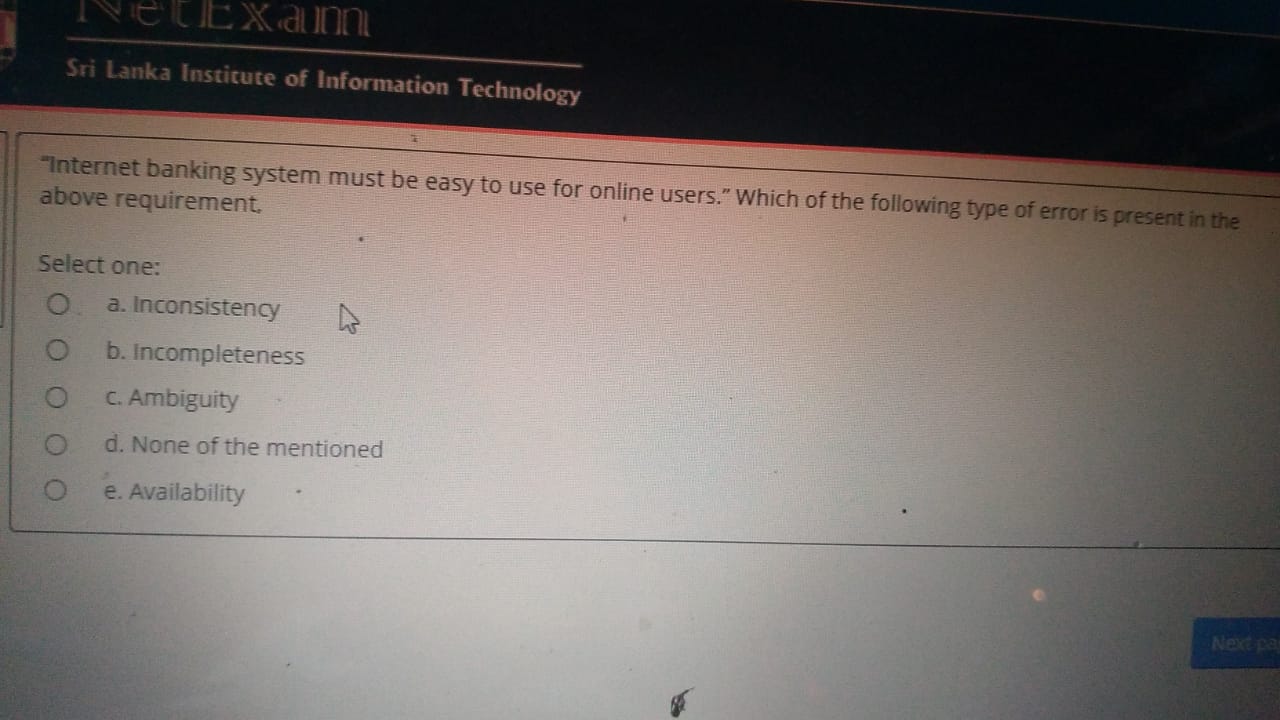 NetExam
Sri Lanka Institute of Information Technology
"Internet banking system must be easy to use for online users." Which of the following type of error is present in the
above requirement.
Select one:
a. Inconsistency
b. Incompleteness
c. Ambiguity
d. None of the mentioned
e. Availability
Next pa